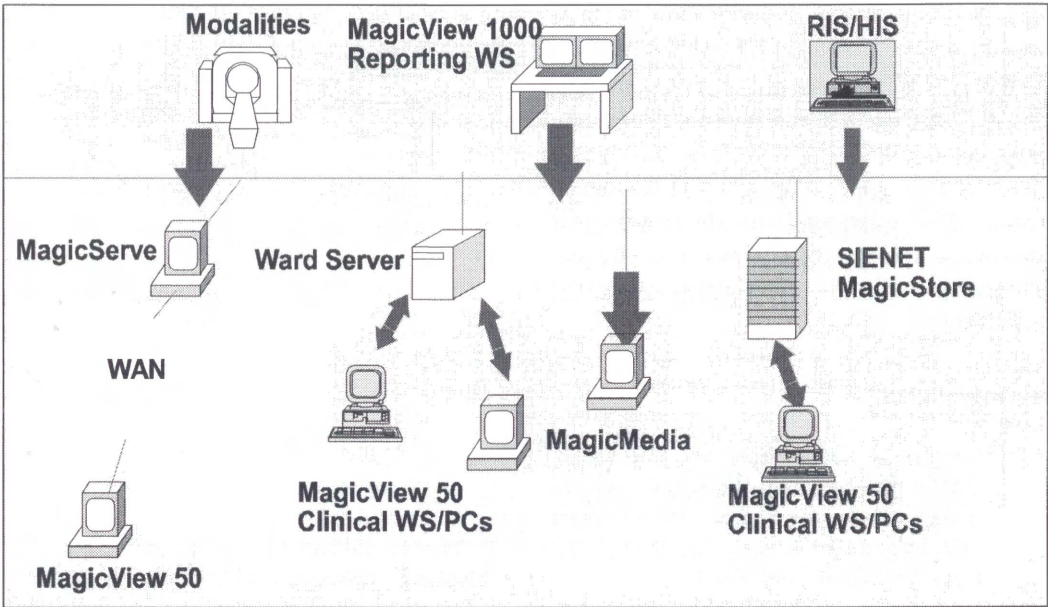 Modalities
MagicView 1000
Reporting WS
RIS/HIS
MagicServe
Ward Server
SIENET
MagicStore
WAN
MagicMedia
MagicView 50
Clinical WS/PCs
MagicView 50
Clinical WS/PCs
MagicView 50